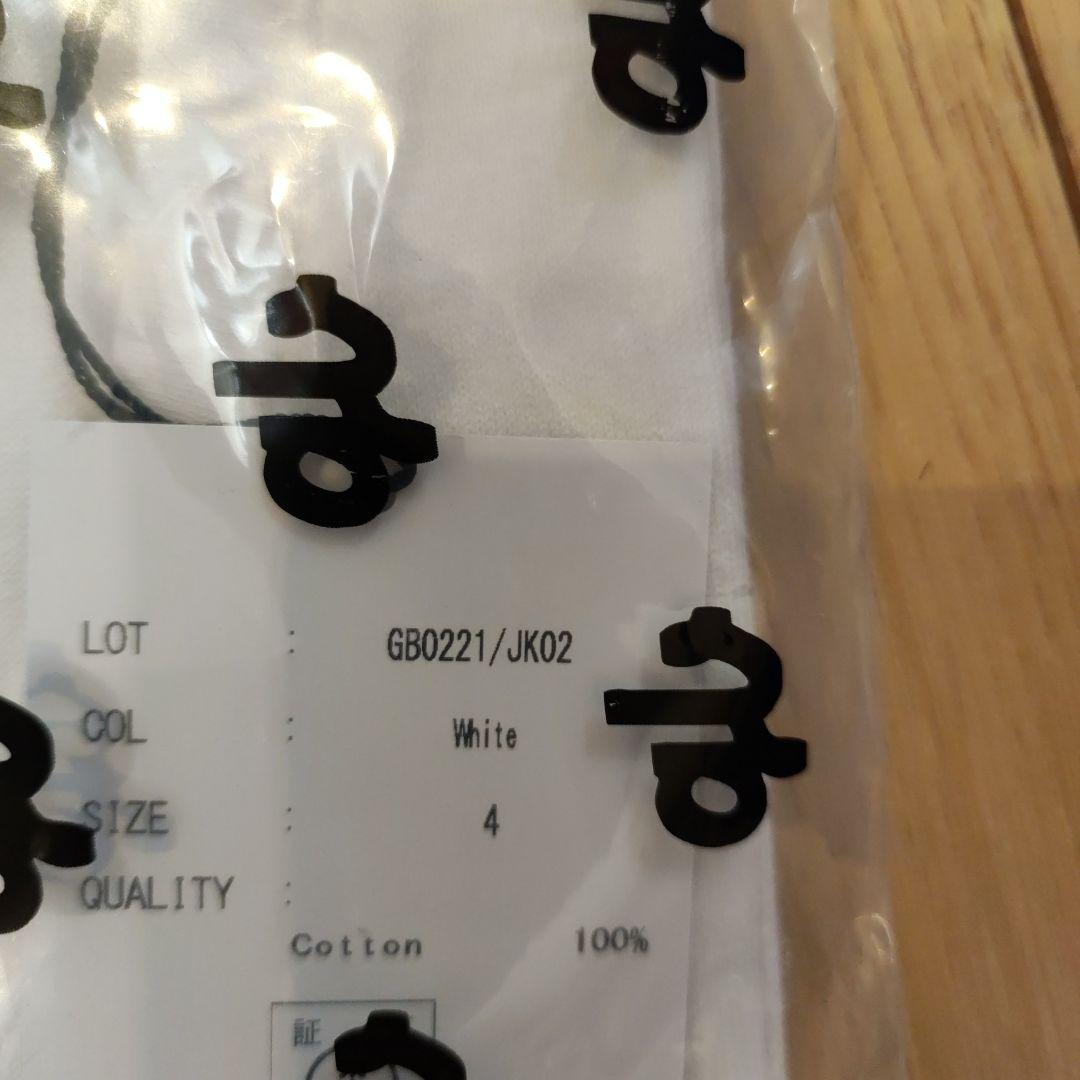 LOT : GB0221/JK02
COL : White
SIZE : 4
QUALITY :
Cotton 100%
証